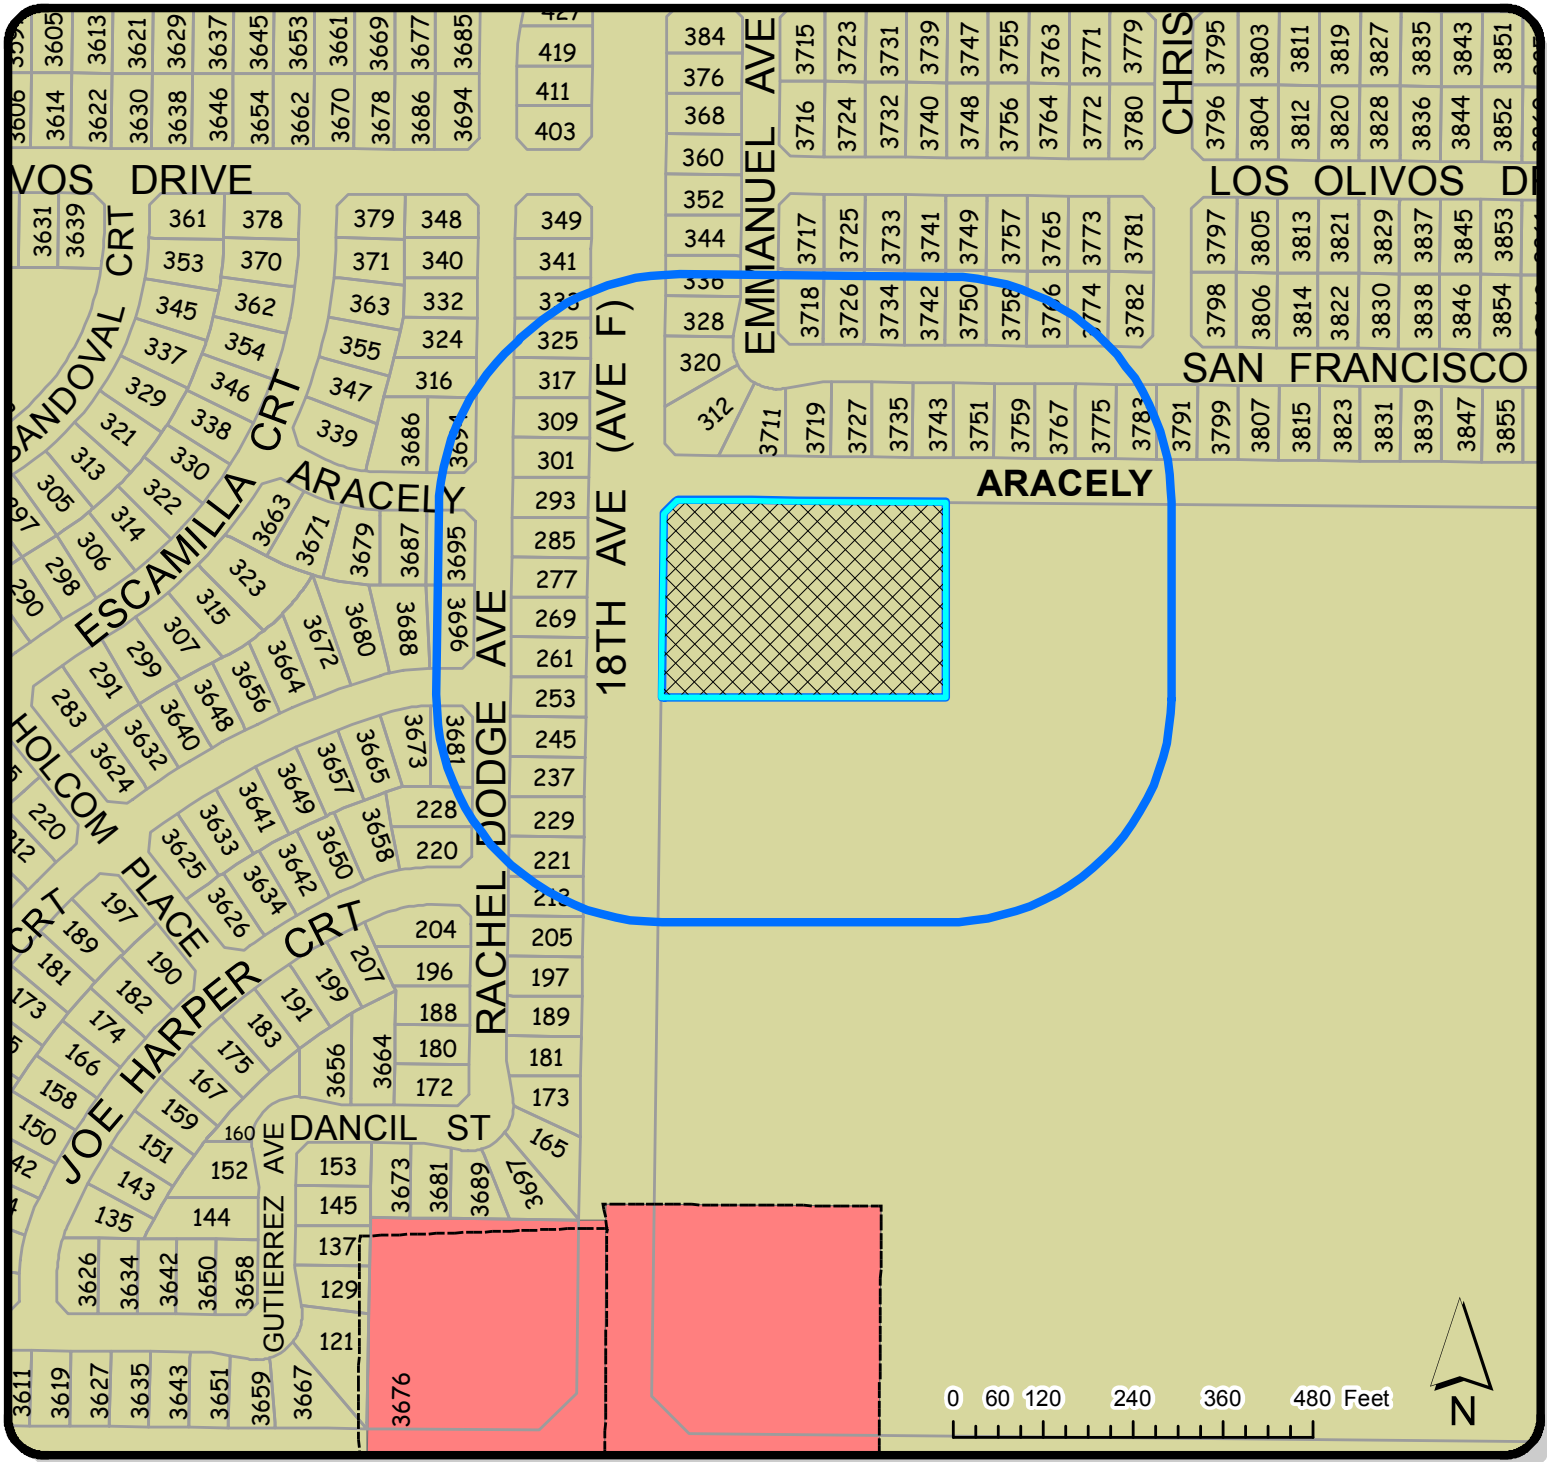 3605 3613 3621 3629 3637 3645 3653 3661 3669 3677 3685
3606 3614 3622 3630 3638 3646 3654 3662 3670 3678 3686 3694
427
419
411
403
384
376
368
360
352
344
336
328
320
312
EMMANUEL AVE
3715 3723 3731 3739 3747 3755 3763 3771 3779
3716 3724 3732 3740 3748 3756 3764 3772 3780
CHRIS
3795 3803 3811 3819 3827 3835 3843 3851
3796 3804 3812 3820 3828 3836 3844 3852
VOS DRIVE
LOS OLIVOS DR
3631 3639
SANDOVAL CRT
361 378
353 370
345 362
337 354
329 346
321 338
313 330
305 322
297 314
306
298
290
379 348
371 340
363 332
355 324
347 316
339 3686 3694
349
341
333
325
317
309
301
293
285
277
269
261
253
245
237
229
221
213
205
197
189
181
173
165
18TH AVE (AVE F)
3717 3725 3733 3741 3749 3757 3765 3773 3781
3718 3726 3734 3742 3750 3758 3766 3774 3782
3797 3805 3813 3821 3829 3837 3845 3853
3798 3806 3814 3822 3830 3838 3846 3854
SAN FRANCISCO
3711 3719 3727 3735 3743 3751 3759 3767 3775 3783 3791 3799 3807 3815 3823 3831 3839 3847 3855
ARACELY
ARACELY
ESCAMILLA CRT
3663 3671 3679 3687 3695
323
315
307
299
291
283
3624 3632 3640 3648 3656 3664 3672 3680 3688 3696
RACHEL DODGE AVE
HOLCOM PLACE
220
212
3625 3633 3641 3649 3657 3665 3673 3681
3626 3634 3642 3650 3658
228
220
CRT
197
189
181
173
190
182
174
166
158
150
42
JOE HARPER CRT
204
196
188
180
172
207
199
191
183
175
167
159
151
143
135
3656 3664
160
152
144
DANCIL ST
GUTIERREZ AVE
153
145
137
129
121
3673 3681 3689 3697
3626 3634 3642 3650 3658
3611 3619 3627 3635 3643 3651 3659 3667
3676
0 60 120 240 360 480 Feet
N